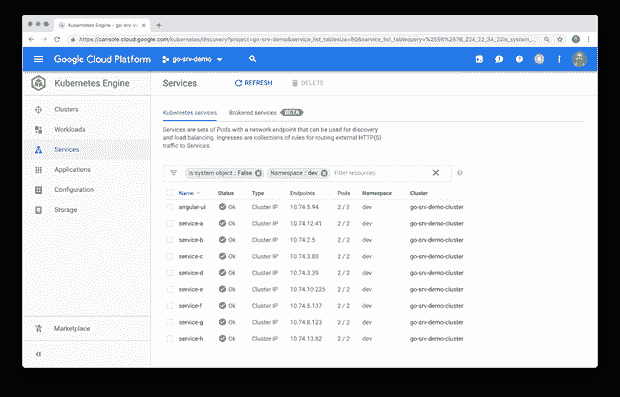 Kubernetes Engine - go-srv-demo
https://console.cloud.google.com/kubernetes/discovery?project=go-srv-demo&service_list_tablesize=50&service_list_tablequery=
Google Cloud Platform go-srv-demo
Kubernetes Engine Services REFRESH DELETE
Clusters
Workloads
Services
Applications
Configuration
Storage
Marketplace
Kubernetes services Brokered services BETA
Services are sets of Pods with a network endpoint that can be used for discovery
and load balancing. Ingresses are collections of rules for routing external HTTP(S)
traffic to Services.
Is system object : False Namespace : dev Filter resources
Name Status Type Endpoints Pods Namespace Cluster
angular-ui Ok Cluster IP 10.74.5.94 2 / 2 dev go-srv-demo-cluster
service-a Ok Cluster IP 10.74.12.41 2 / 2 dev go-srv-demo-cluster
service-b Ok Cluster IP 10.74.2.5 2 / 2 dev go-srv-demo-cluster
service-c Ok Cluster IP 10.74.3.88 2 / 2 dev go-srv-demo-cluster
service-d Ok Cluster IP 10.74.3.39 2 / 2 dev go-srv-demo-cluster
service-e Ok Cluster IP 10.74.10.235 2 / 2 dev go-srv-demo-cluster
service-f Ok Cluster IP 10.74.5.137 2 / 2 dev go-srv-demo-cluster
service-g Ok Cluster IP 10.74.8.123 2 / 2 dev go-srv-demo-cluster
service-h Ok Cluster IP 10.74.13.82 2 / 2 dev go-srv-demo-cluster